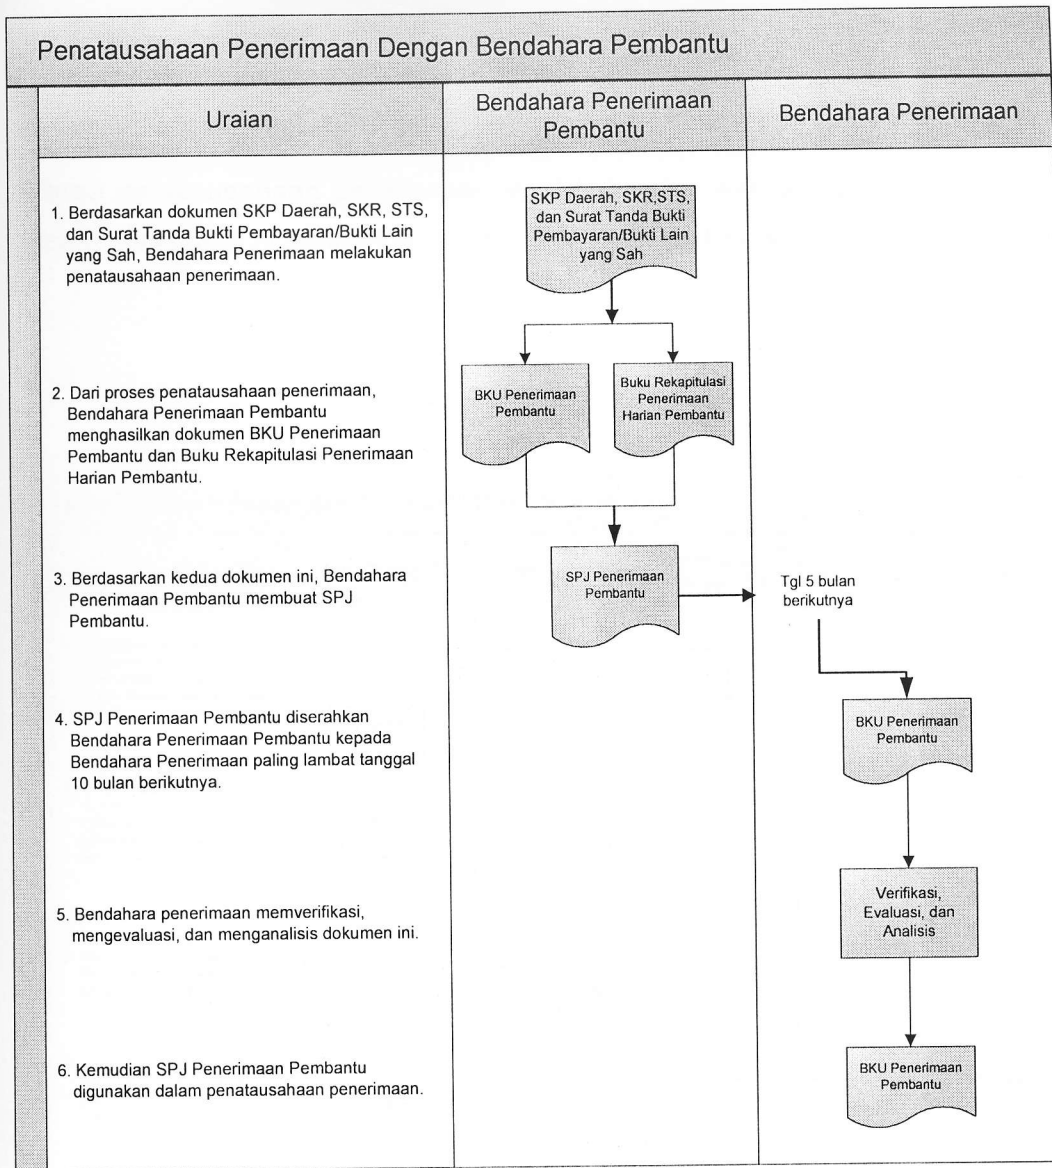 Penatausahaan Penerimaan Dengan Bendahara Pembantu
Uraian
Bendahara Penerimaan
Pembantu
Bendahara Penerimaan
1. Berdasarkan dokumen SKP Daerah, SKR, STS,
dan Surat Tanda Bukti Pembayaran/Bukti Lain
yang Sah, Bendahara Penerimaan melakukan
penatausahaan penerimaan.
SKP Daerah, SKR,STS,
dan Surat Tanda Bukti
Pembayaran/Bukti Lain
yang Sah
2. Dari proses penatausahaan penerimaan,
Bendahara Penerimaan Pembantu
menghasilkan dokumen BKU Penerimaan
Pembantu dan Buku Rekapitulasi Penerimaan
Harian Pembantu.
BKU Penerimaan
Pembantu
Buku Rekapitulasi
Penerimaan
Harian Pembantu
3. Berdasarkan kedua dokumen ini, Bendahara
Penerimaan Pembantu membuat SPJ
Pembantu.
SPJ Penerimaan
Pembantu
Tgl 5 bulan
berikutnya
4. SPJ Penerimaan Pembantu diserahkan
Bendahara Penerimaan Pembantu kepada
Bendahara Penerimaan paling lambat tanggal
10 bulan berikutnya.
BKU Penerimaan
Pembantu
5. Bendahara penerimaan memverifikasi,
mengevaluasi, dan menganalisis dokumen ini.
Verifikasi,
Evaluasi, dan
Analisis
6. Kemudian SPJ Penerimaan Pembantu
digunakan dalam penatausahaan penerimaan.
BKU Penerimaan
Pembantu